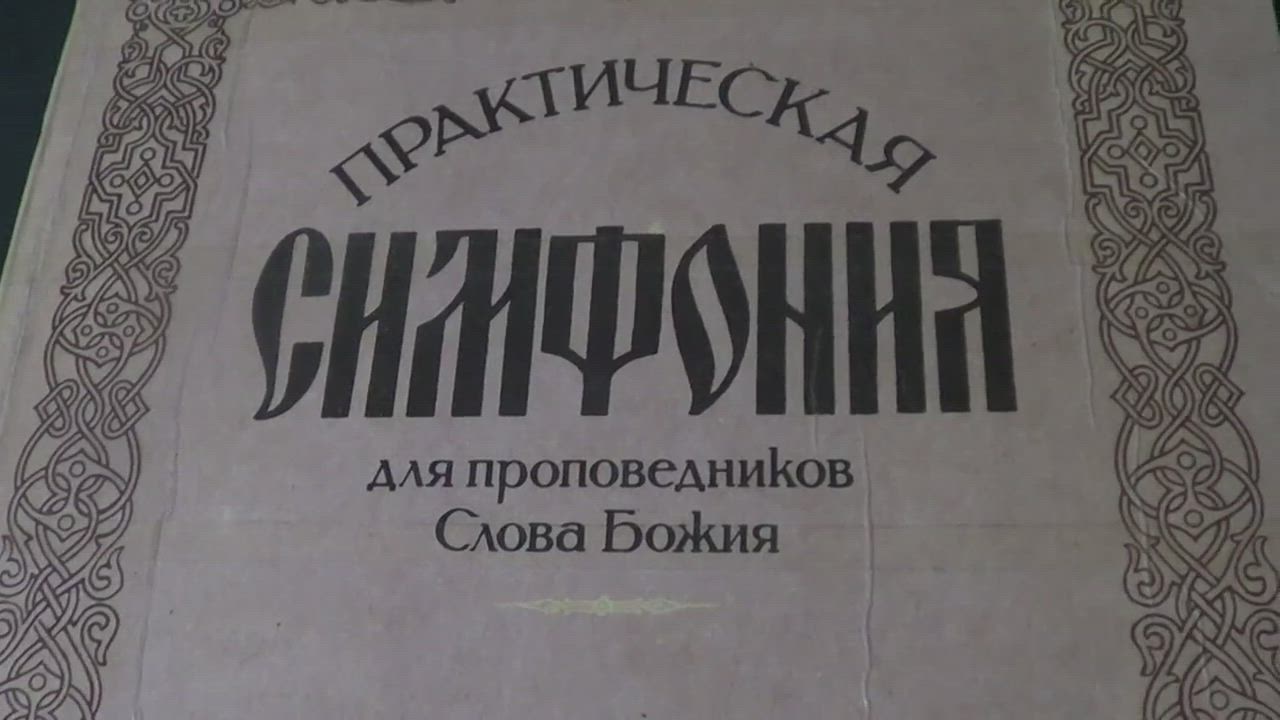 ПРАКТИЧЕСКАЯ
СИМФОНИЯ
для проповедников
Слова Божия